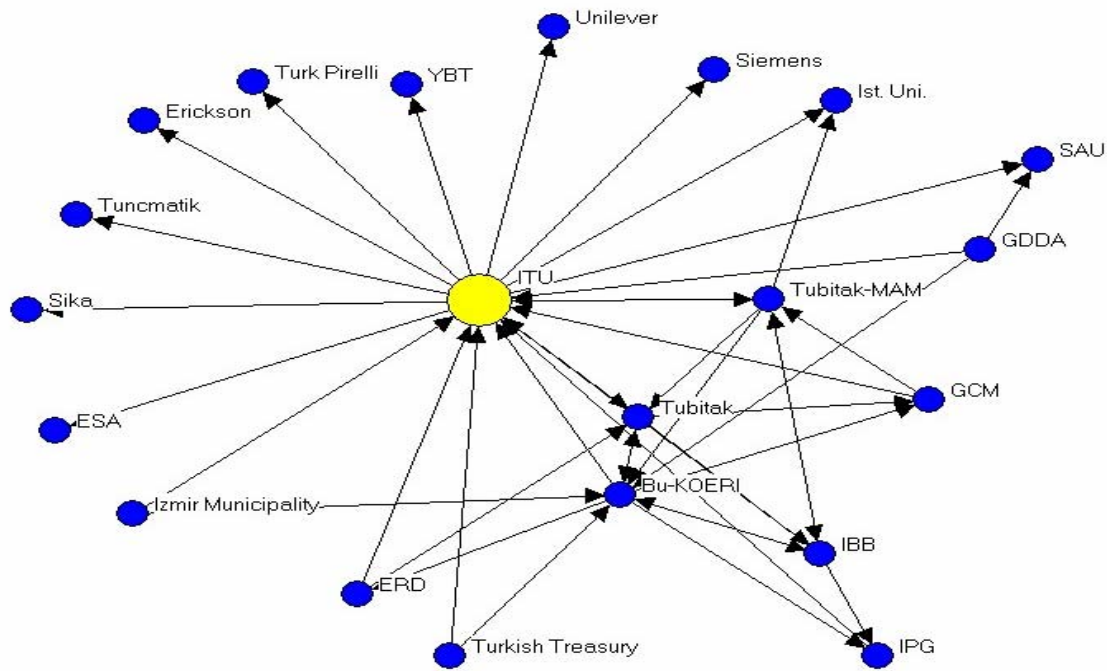 Unilever
Siemens
Turk Pirelli
YBT
Ist. Uni.
Erickson
SAU
Tuncmatik
GDDA
ITU
Sika
Tubitak-MAM
GCM
Tubitak
ESA
Bu-KOERI
Izmir Municipality
IBB
ERD
Turkish Treasury
IPG